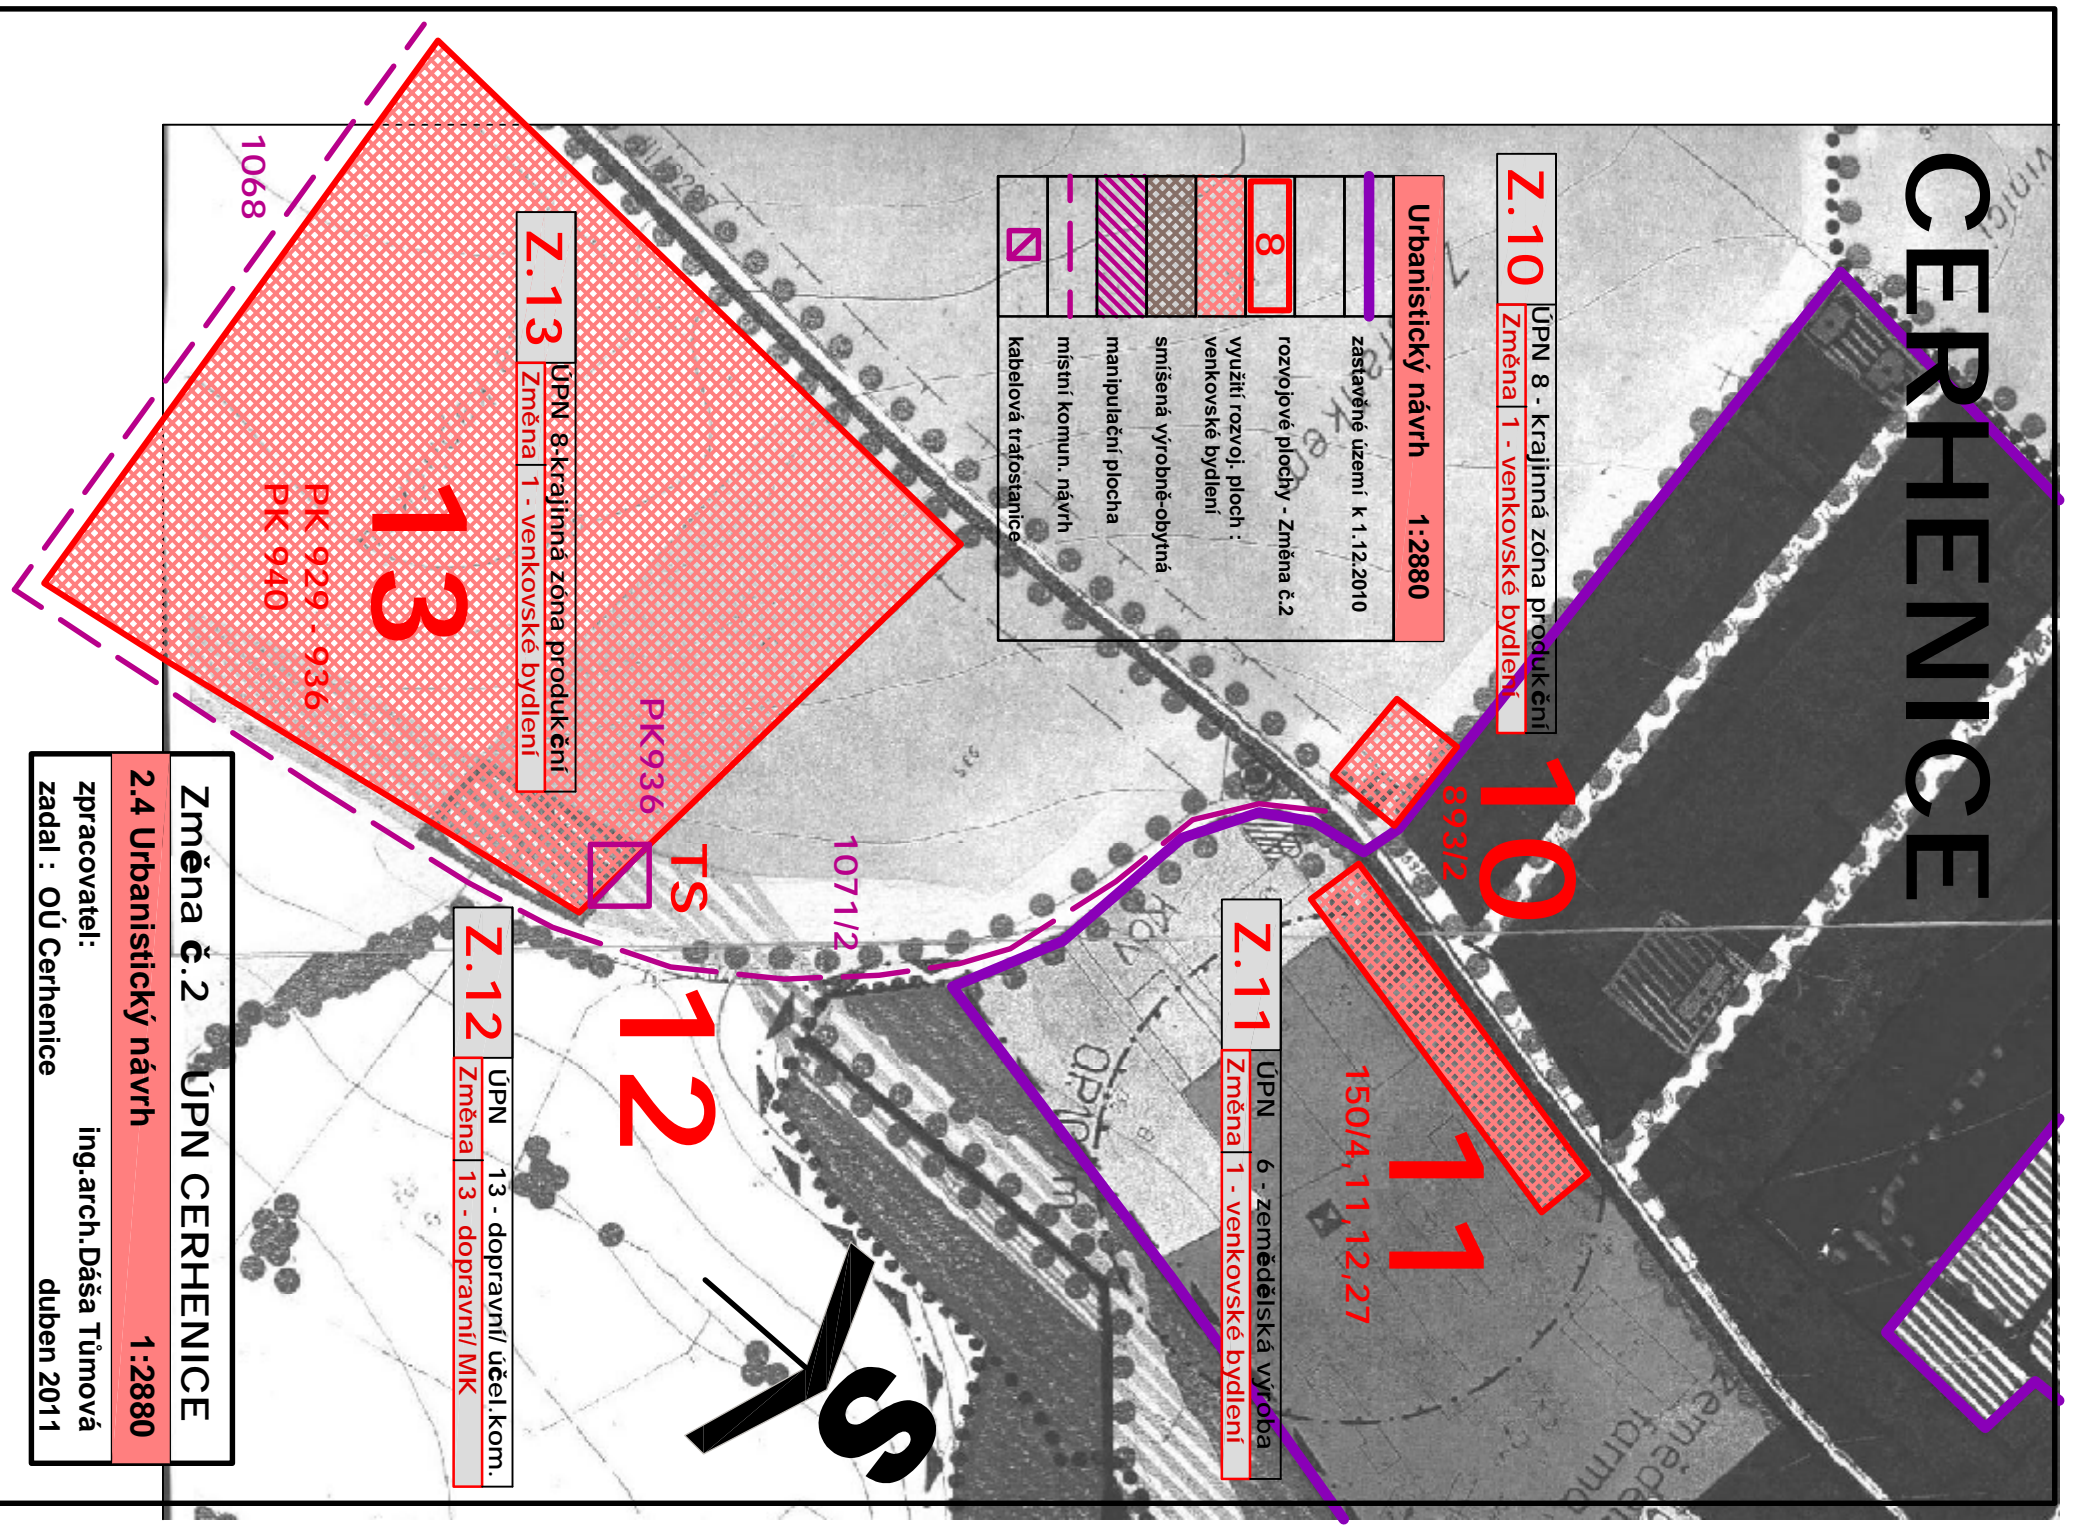 CERHENICE
Z.10
ÚPN 8 - krajinná zóna produkční
Změna 1 - venkovské bydlení
10
893/2
Urbanistický návrh 1:2880
zastavěné území k 1.12.2010
8
rozvojové plochy - Změna č.2
využití rozvoj. ploch :
venkovské bydlení
smíšená výrobně-obytná
manipulační plocha
místní komun. návrh
kabelová trafostanice
11
150/4,11,12,27
Z.11
ÚPN 6 - zemědělská výroba
Změna 1 - venkovské bydlení
1071/2
TS
12
PK936
Z.13
ÚPN 8-krajinná zóna produkční
Změna 1 - venkovské bydlení
13
PK 929 - 936
PK 940
1068
Z.12
ÚPN 13 - dopravní/ účel.kom.
Změna 13 - dopravní/ MK
S
Změna č.2 ÚPN CERHENICE
2.4 Urbanistický návrh 1:2880
zpracovatel: ing.arch.Dáša Tůmová
zadal : OÚ Cerhenice duben 2011